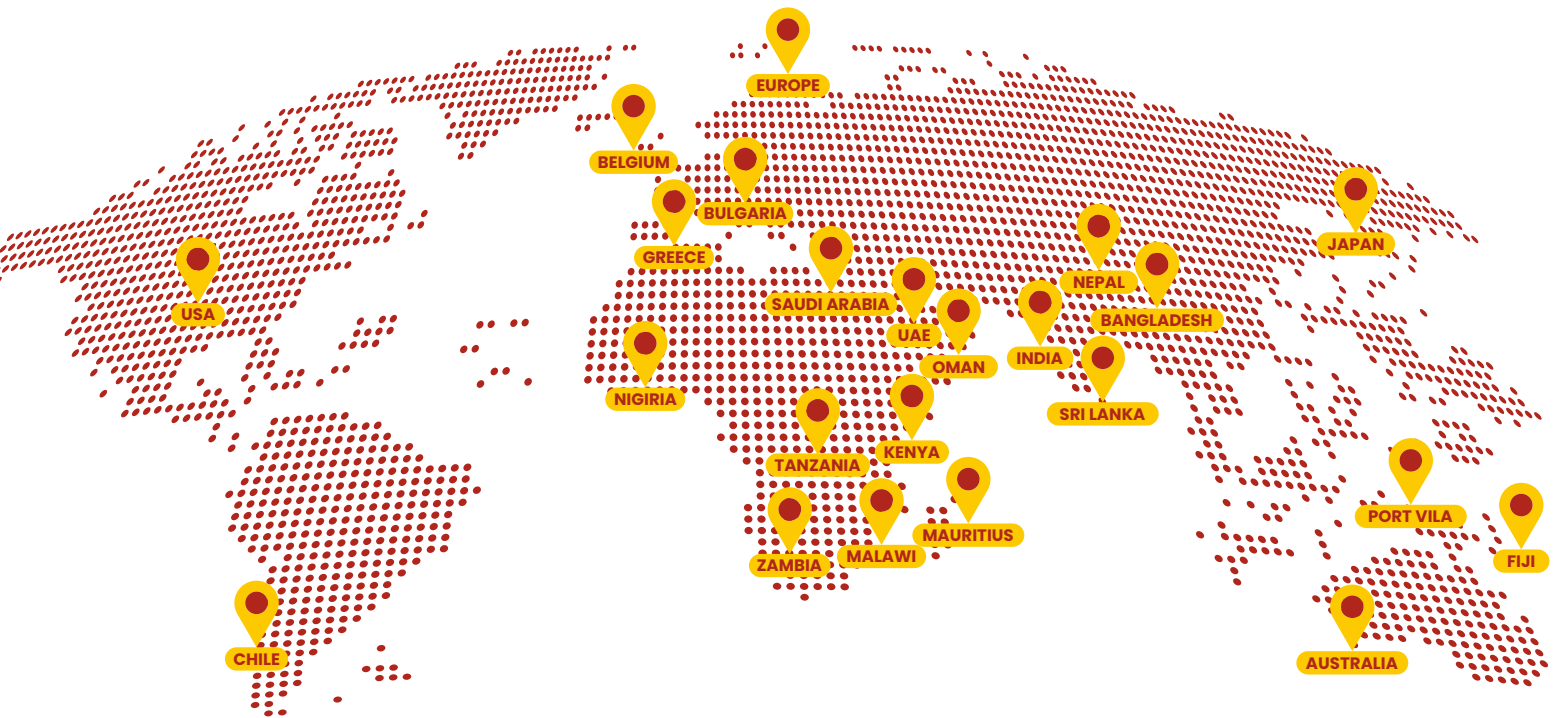 EUROPE
BELGIUM
BULGARIA
GREECE
JAPAN
NEPAL
SAUDI ARABIA
USA
BANGLADESH
UAE
INDIA
OMAN
NIGIRIA
SRI LANKA
KENYA
TANZANIA
PORT VILA
MAURITIUS
MALAWI
ZAMBIA
FIJI
CHILE
AUSTRALIA